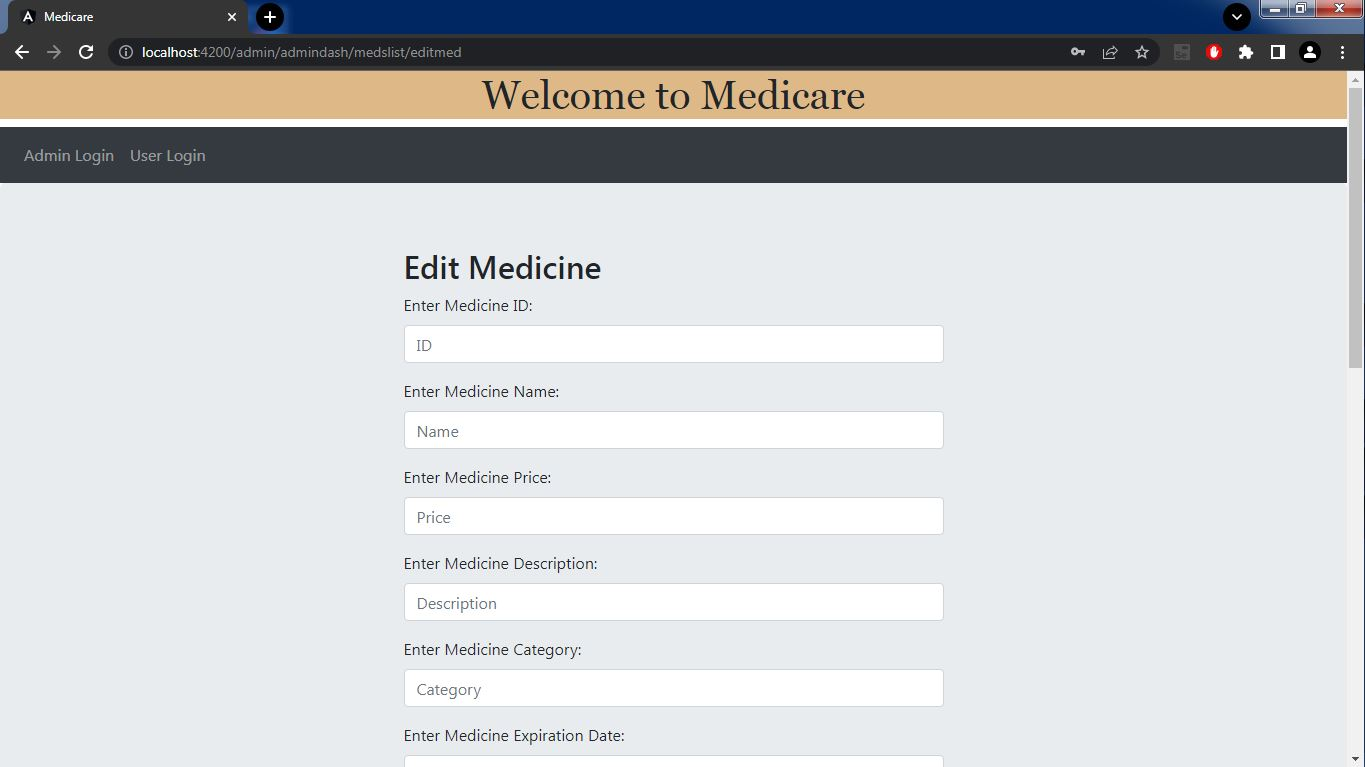 Medicare
localhost:4200/admin/admindash/medslist/editmed
Welcome to Medicare
Admin Login User Login
Edit Medicine
Enter Medicine ID:
ID
Enter Medicine Name:
Name
Enter Medicine Price:
Price
Enter Medicine Description:
Description
Enter Medicine Category:
Category
Enter Medicine Expiration Date: